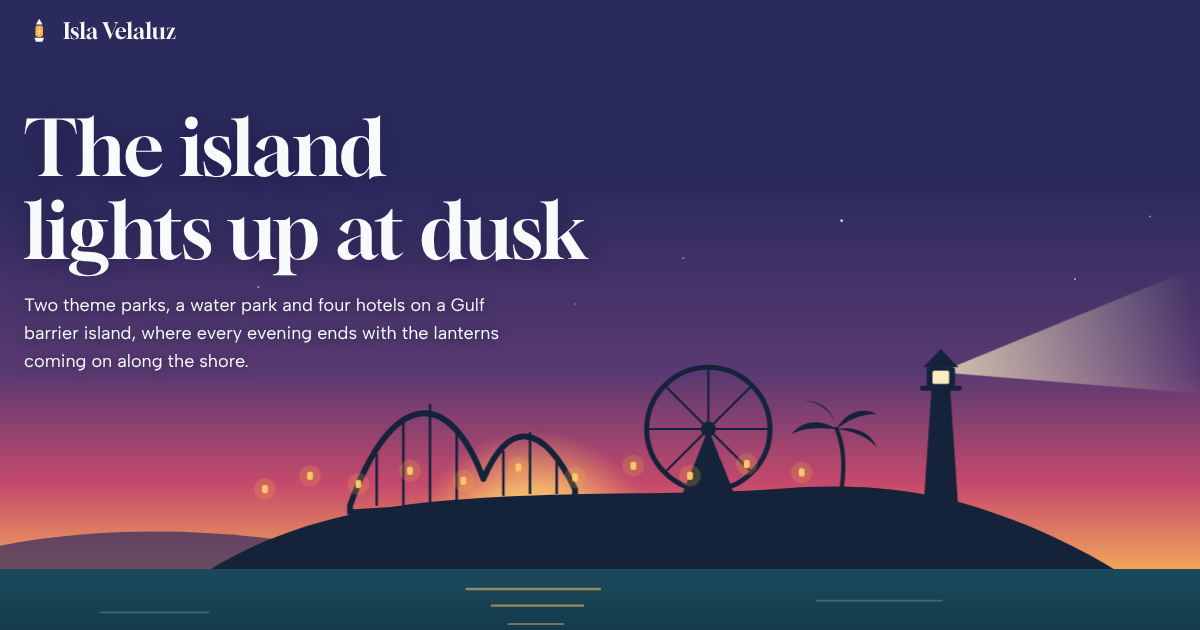 Isla Velaluz
The island
lights up at dusk
Two theme parks, a water park and four hotels on a Gulf
barrier island, where every evening ends with the lanterns
coming on along the shore.